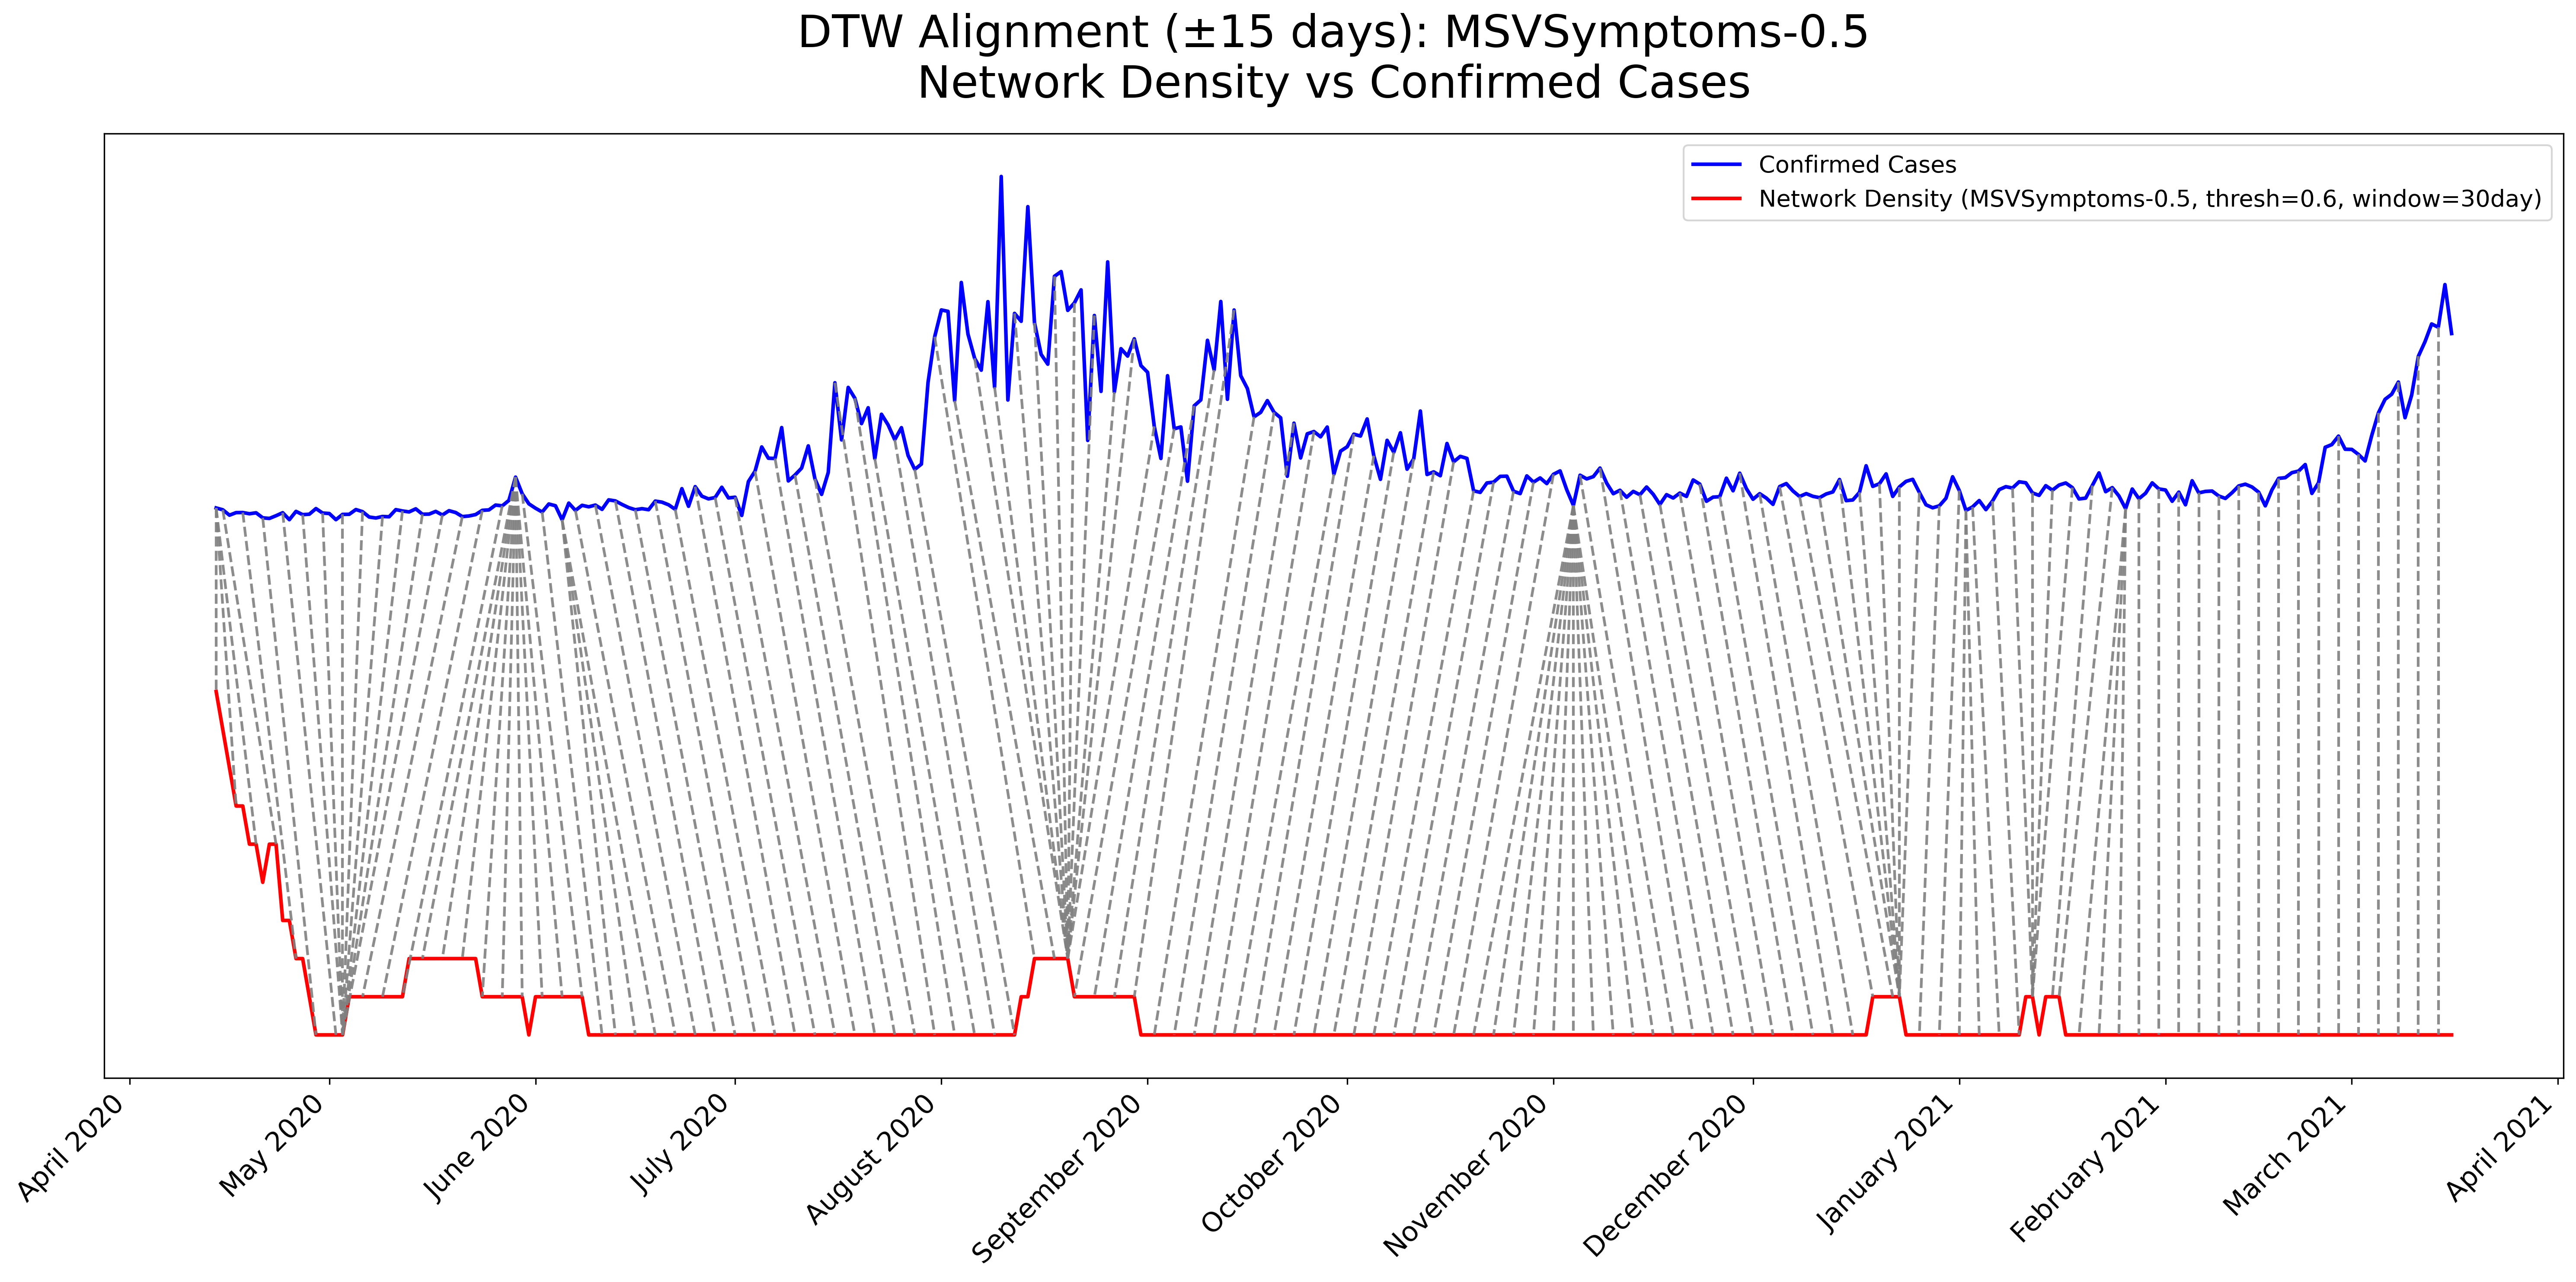 DTW Alignment (±15 days): MSVSymptoms-0.5
Network Density vs Confirmed Cases
Confirmed Cases
Network Density (MSVSymptoms-0.5, thresh=0.6, window=30day)
April 2020
May 2020
June 2020
July 2020
August 2020
September 2020
October 2020
November 2020
December 2020
January 2021
February 2021
March 2021
April 2021